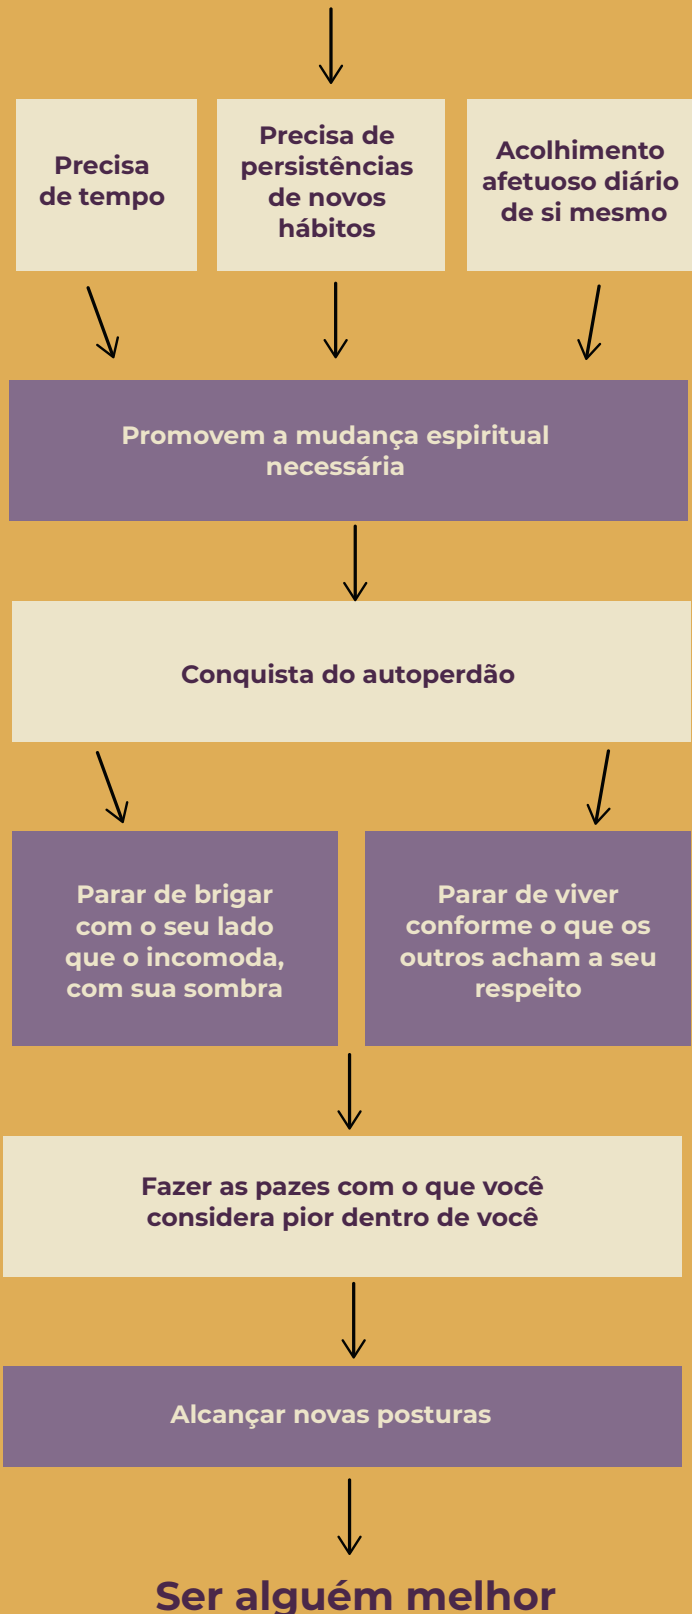 Precisa
de tempo
Precisa de
persistências
de novos
hábitos
Acolhimento
afetuoso diário
de si mesmo
Promovem a mudança espiritual
necessária
Conquista do autoperdão
Parar de brigar
com o seu lado
que o incomoda,
com sua sombra
Parar de viver
conforme o que os
outros acham a seu
respeito
Fazer as pazes com o que você
considera pior dentro de você
Alcançar novas posturas
Ser alguém melhor